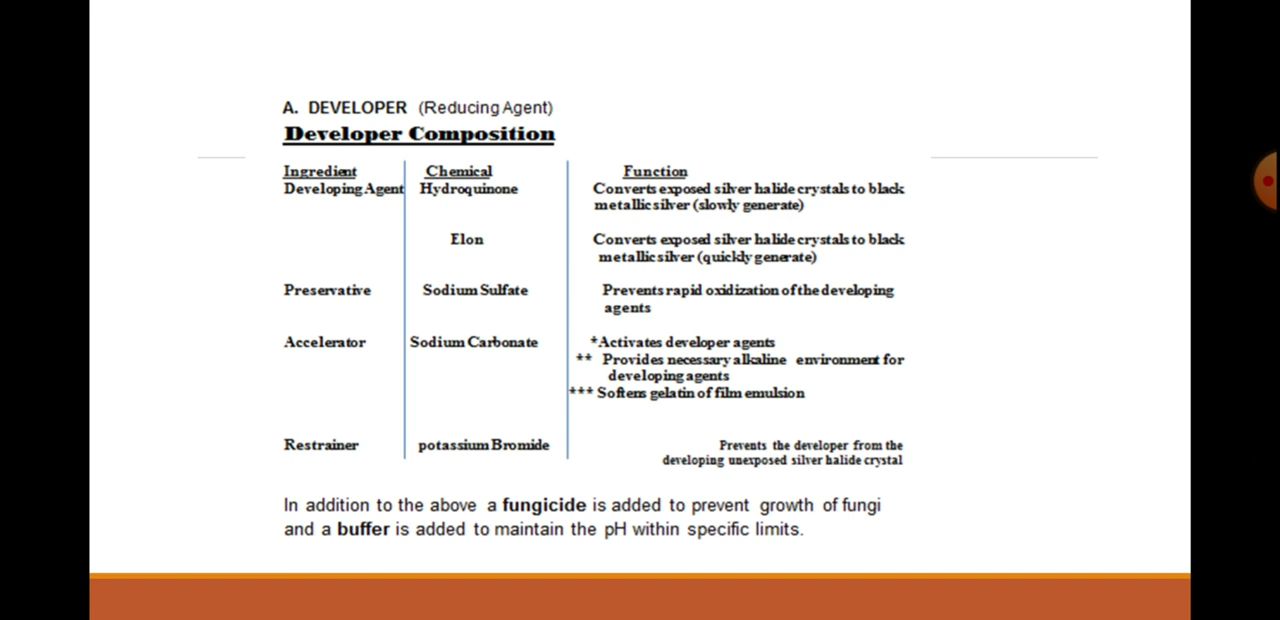 A. DEVELOPER (Reducing Agent)
Developer Composition
Ingredient Chemical Function
Developing Agent Hydroquinone Converts exposed silver halide crystals to black
metallic silver (slowly generate)
Elon Converts exposed silver halide crystals to black
metallic silver (quickly generate)
Preservative Sodium Sulfate Prevents rapid oxidization of the developing
agents
Accelerator Sodium Carbonate *Activates developer agents
** Provides necessary alkaline environment for
developing agents
*** Softens gelatin of film emulsion
Restrainer potassium Bromide Prevents the developer from the
developing unexposed silver halide crystal
In addition to the above a fungicide is added to prevent growth of fungi
and a buffer is added to maintain the pH within specific limits.